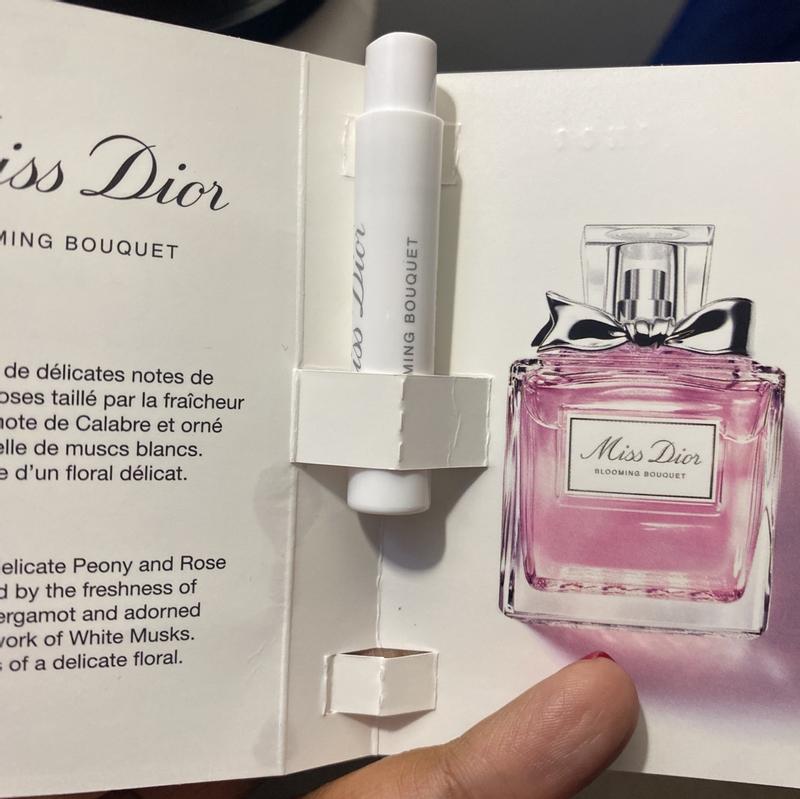 iss Dior
MING BOUQUET
de délicates notes de
oses taillé par la fraîcheur
note de Calabre et orné
elle de muscs blancs.
e d'un floral délicat.
elicate Peony and Rose
d by the freshness of
ergamot and adorned
work of White Musks.
s of a delicate floral.
iss Dior
MING BOUQUET
Miss Dior
BLOOMING BOUQUET